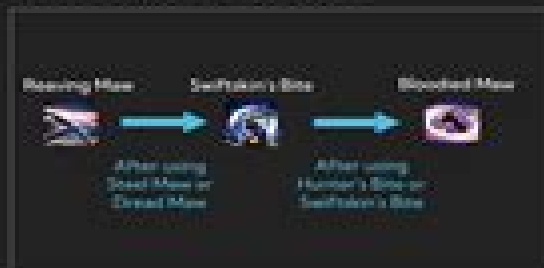 Reaving Maw
Swiftskin's Bite
Bloodied Maw
After using
Steel Maw or
Dread Maw
After using
Hunter's Bite or
Swiftskin's Bite